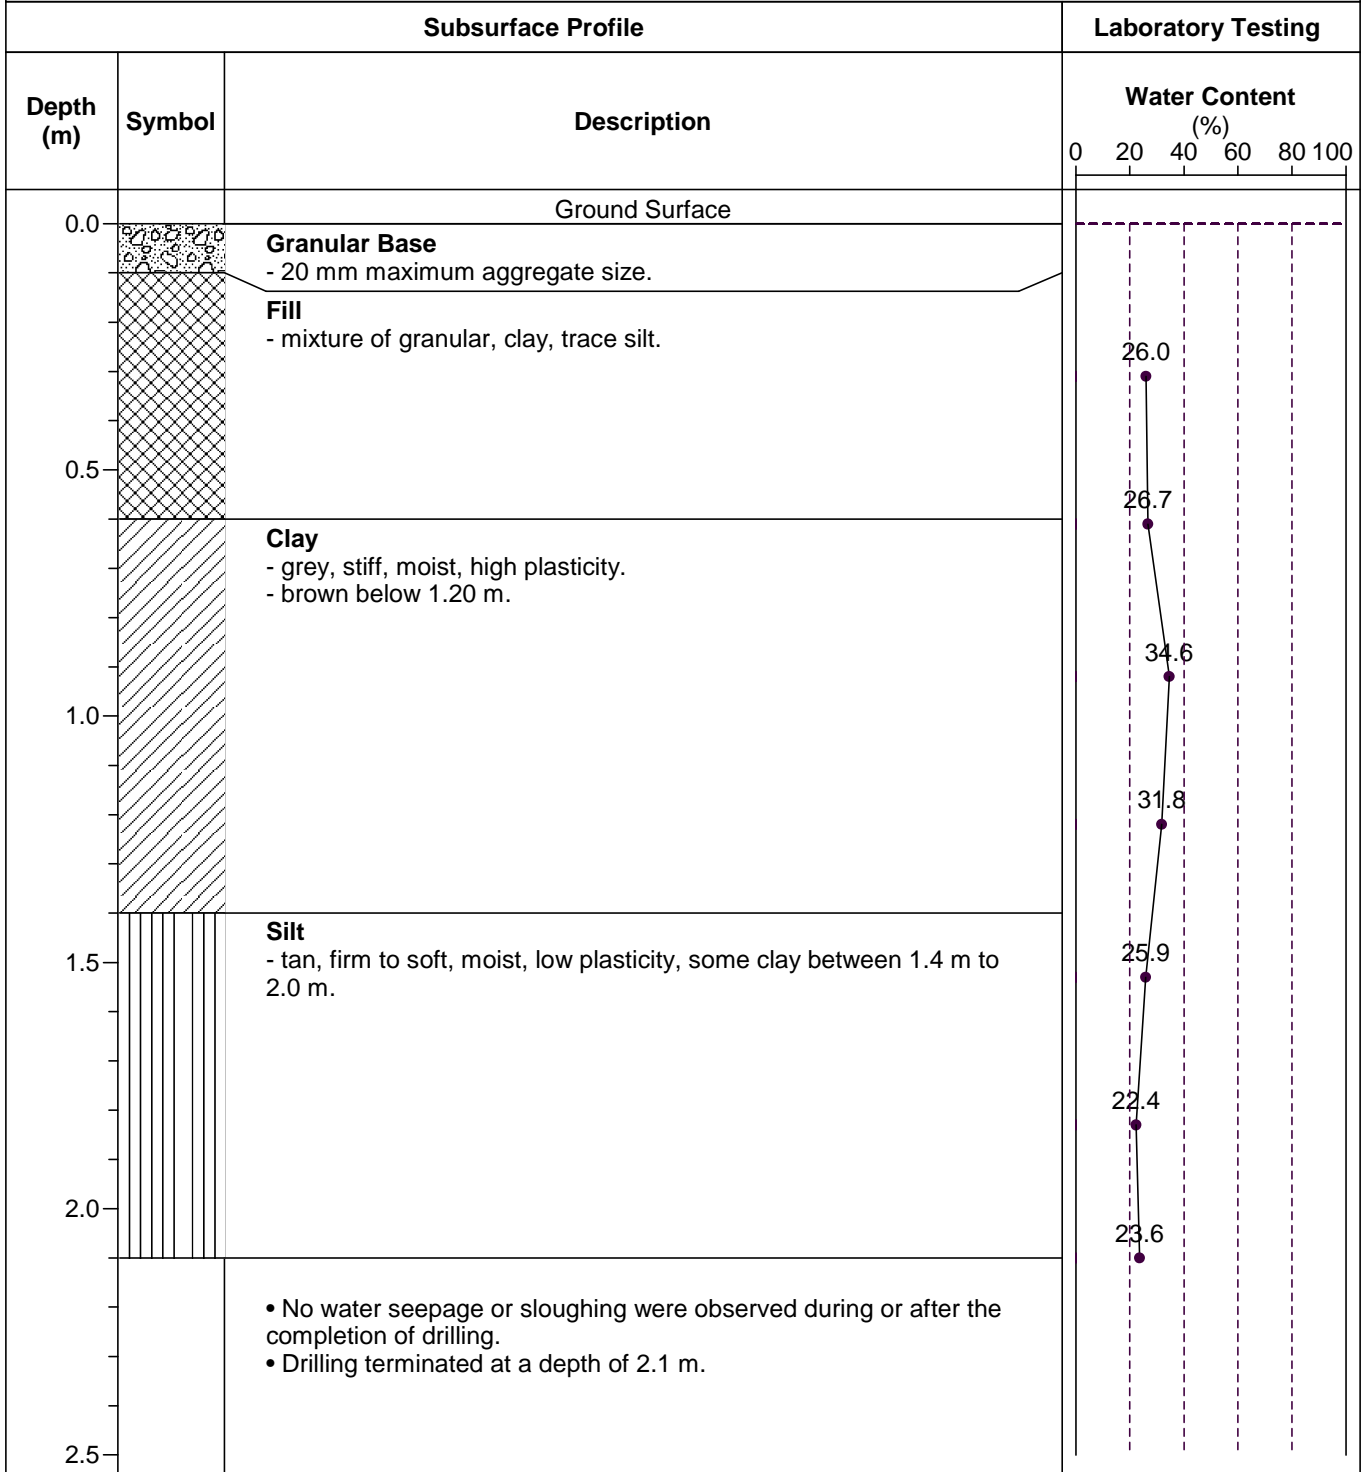 Subsurface Profile
Laboratory Testing
Depth
(m)
Symbol
Description
Water Content
(%)
0 20 40 60 80 100
Ground Surface
0.0
Granular Base
- 20 mm maximum aggregate size.
Fill
- mixture of granular, clay, trace silt.
26.0
0.5
26.7
Clay
- grey, stiff, moist, high plasticity.
- brown below 1.20 m.
34.6
1.0
31.8
Silt
- tan, firm to soft, moist, low plasticity, some clay between 1.4 m to
2.0 m.
1.5
25.9
22.4
2.0
23.6
• No water seepage or sloughing were observed during or after the
completion of drilling.
• Drilling terminated at a depth of 2.1 m.
2.5